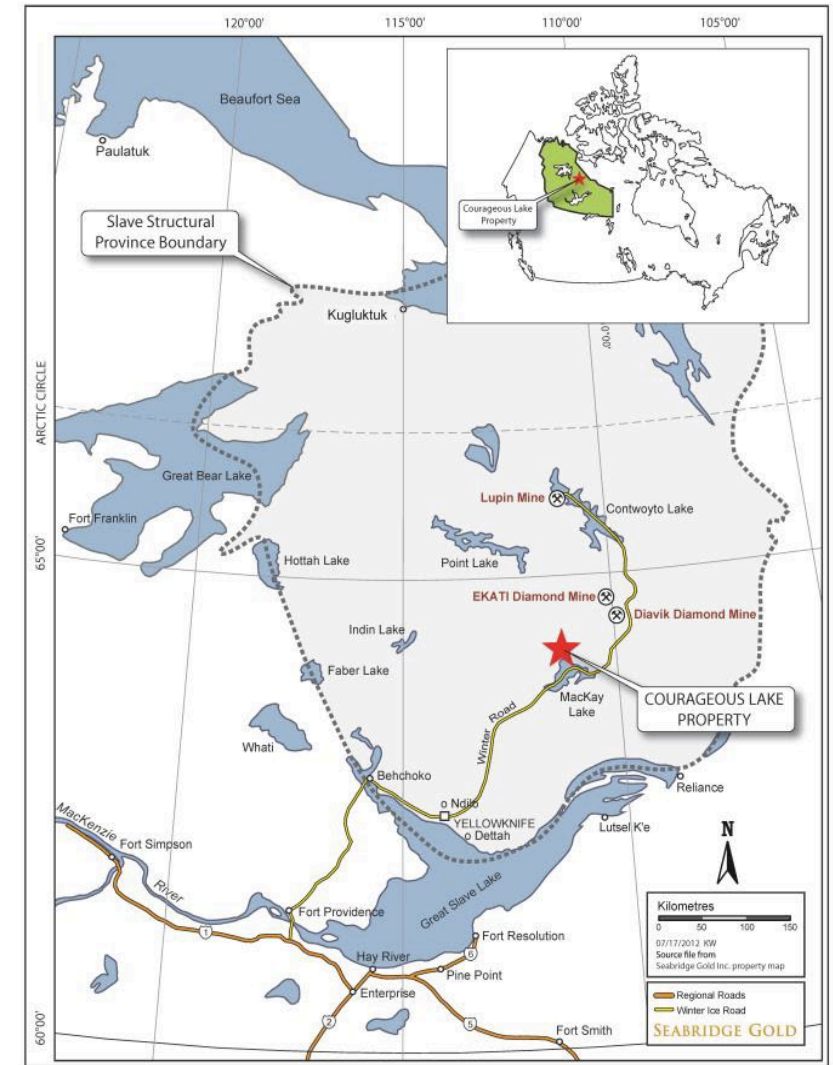 120°00'
115°00'
110°00'
105°00'
Beaufort Sea
Paulatuk
Courageous Lake
Property
Slave Structural
Province Boundary
Kugluktuk
ARCTIC CIRCLE
Great Bear Lake
Lupin Mine
Contwoyto Lake
Fort Franklin
65°00'
Hottah Lake
Point Lake
EKATI Diamond Mine
Diavik Diamond Mine
Indin Lake
Faber Lake
MacKay
Lake
COURAGEOUS LAKE
PROPERTY
Whati
Winter Road
Behchoko
Reliance
Ndilo
YELLOWKNIFE
Dettah
Lutsel K'e
MacKenzie
River
Fort Simpson
N
Great Slave Lake
Fort Providence
Kilometres
0 50 100 150
07/17/2012 KW
Source file from
Seabridge Gold Inc. property map
1
Fort Resolution
6
Hay River
Pine Point
Enterprise
Regional Roads
Winter Ice Road
SEABRIDGE GOLD
2
5
Fort Smith
60°00'